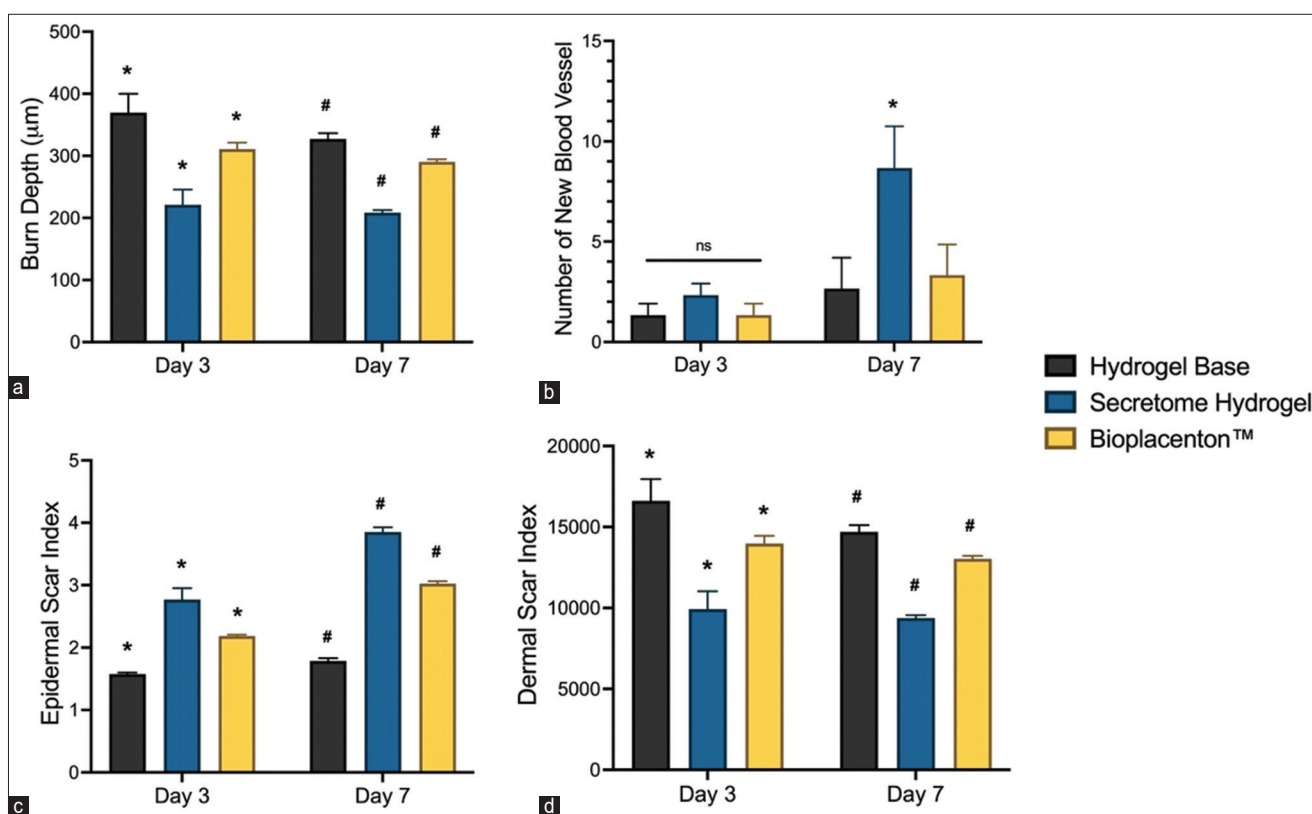 500
400
300
200
100
0
Burn Depth (μm)
*
*
*
#
#
#
Day 3
Day 7
a
15
10
5
0
Number of New Blood Vessel
ns
*
Day 3
Day 7
b
Hydrogel Base
Secretome Hydrogel
Bioplacenton™
5
4
3
2
1
0
Epidermal Scar Index
*
*
*
#
#
#
Day 3
Day 7
c
20000
15000
10000
5000
0
Dermal Scar Index
*
*
*
#
#
#
Day 3
Day 7
d